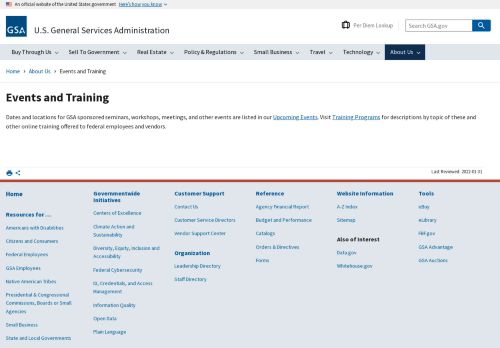 An official website of the United States government Here's how you know
GSA
U.S. General Services Administration
Per Diem Lookup
Search GSA.gov
Buy Through Us Sell To Government Real Estate Policy & Regulations Small Business Travel Technology About Us
Home About Us Events and Training
Events and Training
Dates and locations for GSA sponsored seminars, workshops, meetings, and other events are listed in our Upcoming Events. Visit Training Programs for descriptions by topic of these and
other online training offered to federal employees and vendors.
Last Reviewed: 2022-01-31
Home
Resources for ...
Americans with Disabilities
Citizens and Consumers
Federal Employees
GSA Employees
Native American Tribes
Presidential & Congressional
Commissions, Boards or Small
Agencies
Small Business
State and Local Governments
Governmentwide
Initiatives
Centers of Excellence
Climate Action and
Sustainability
Diversity, Equity, Inclusion and
Accessibility
Federal Cybersecurity
ID, Credentials, and Access
Management
Information Quality
Open Data
Plain Language
Customer Support
Contact Us
Customer Service Directors
Vendor Support Center
Organization
Leadership Directory
Staff Directory
Reference
Agency Financial Report
Budget and Performance
Catalogs
Orders & Directives
Forms
Website Information
A-Z Index
Sitemap
Also of Interest
Data.gov
Whitehouse.gov
Tools
eBuy
eLibrary
FBF.gov
GSA Advantage
GSA Auctions